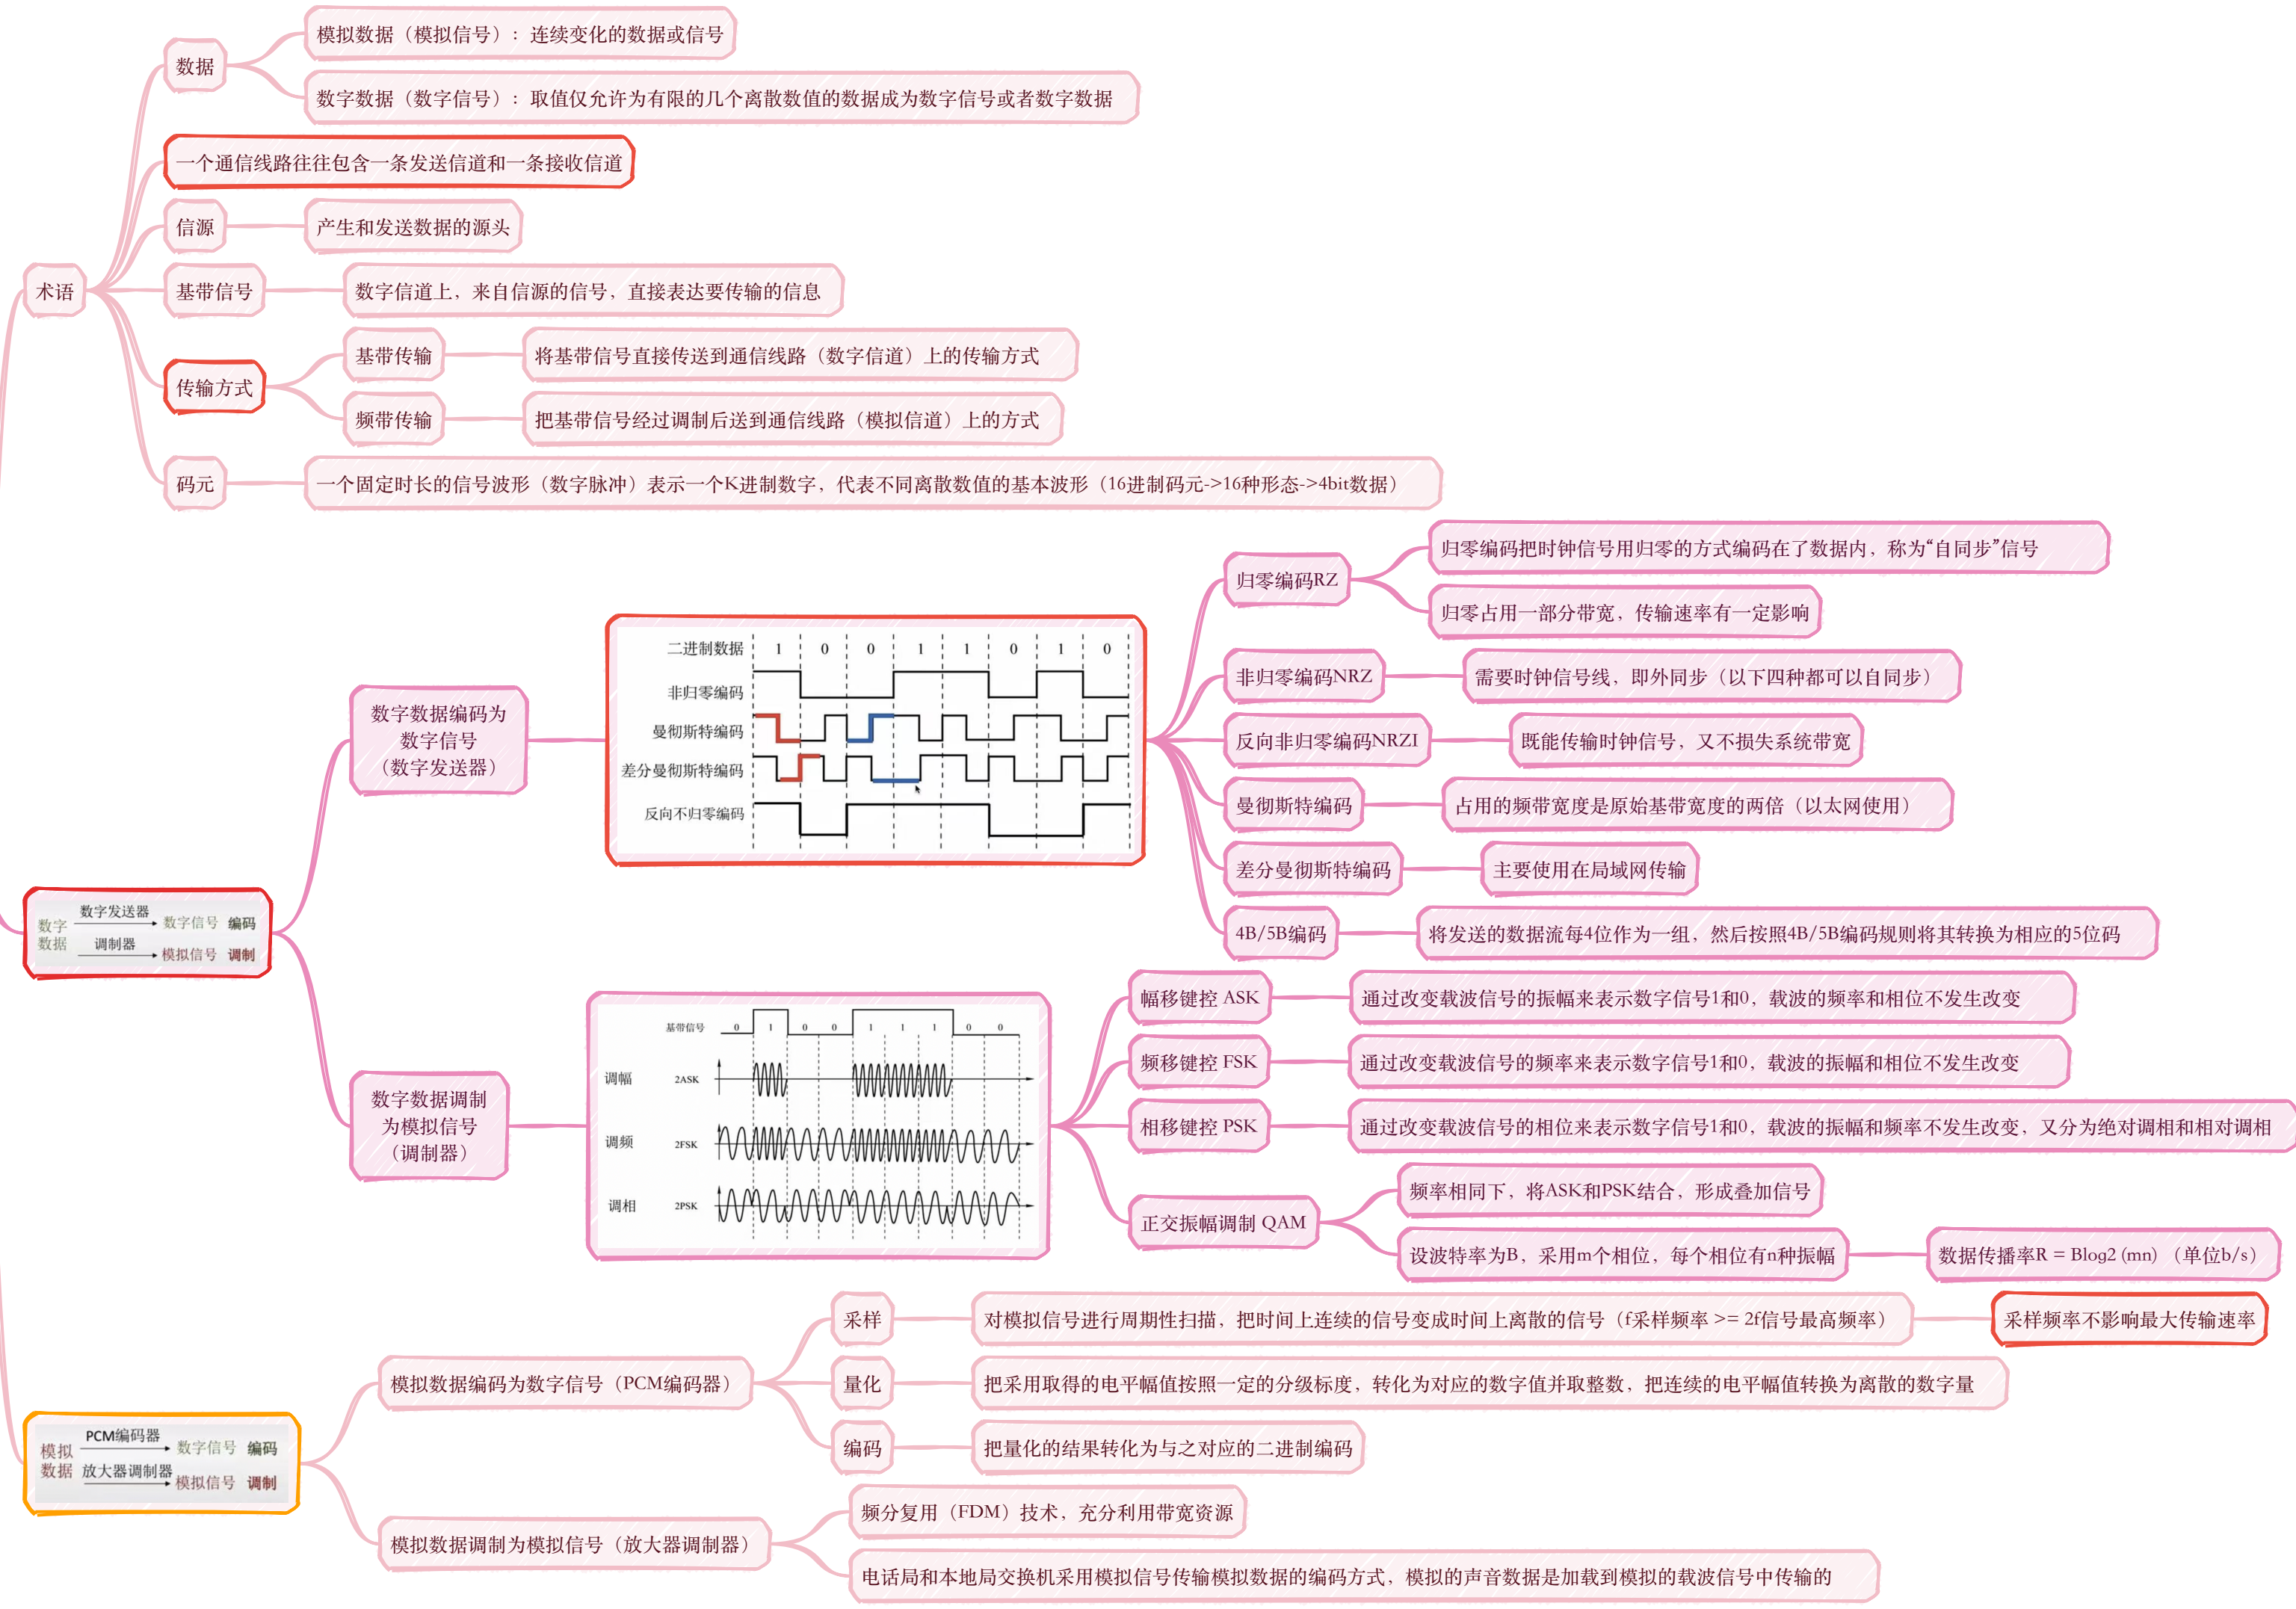 术语
数据
模拟数据（模拟信号）：连续变化的数据或信号
数字数据（数字信号）：取值仅允许为有限的几个离散数值的数据成为数字信号或者数字数据
一个通信线路往往包含一条发送信道和一条接收信道
信源
产生和发送数据的源头
基带信号
数字信道上，来自信源的信号，直接表达要传输的信息
传输方式
基带传输
将基带信号直接传送到通信线路（数字信道）上的传输方式
频带传输
把基带信号经过调制后送到通信线路（模拟信道）上的方式
码元
一个固定时长的信号波形（数字脉冲）表示一个K进制数字，代表不同离散数值的基本波形（16进制码元->16种形态->4bit数据）
数字
数据
数字发送器
数字信号 编码
调制器
模拟信号 调制
数字数据编码为
数字信号
（数字发送器）
二进制数据 1 0 0 1 1 0 1 0
非归零编码
曼彻斯特编码
差分曼彻斯特编码
反向不归零编码
归零编码RZ
归零编码把时钟信号用归零的方式编码在了数据内，称为“自同步”信号
归零占用一部分带宽，传输速率有一定影响
非归零编码NRZ
需要时钟信号线，即外同步（以下四种都可以自同步）
反向非归零编码NRZI
既能传输时钟信号，又不损失系统带宽
曼彻斯特编码
占用的频带宽度是原始基带宽度的两倍（以太网使用）
差分曼彻斯特编码
主要使用在局域网传输
4B/5B编码
将发送的数据流每4位作为一组，然后按照4B/5B编码规则将其转换为相应的5位码
数字数据调制
为模拟信号
（调制器）
基带信号 0 1 0 0 1 1 1 0 0
调幅 2ASK
调频 2FSK
调相 2PSK
幅移键控 ASK
通过改变载波信号的振幅来表示数字信号1和0，载波的频率和相位不发生改变
频移键控 FSK
通过改变载波信号的频率来表示数字信号1和0，载波的振幅和相位不发生改变
相移键控 PSK
通过改变载波信号的相位来表示数字信号1和0，载波的振幅和频率不发生改变，又分为绝对调相和相对调相
正交振幅调制 QAM
频率相同下，将ASK和PSK结合，形成叠加信号
设波特率为B，采用m个相位，每个相位有n种振幅
数据传播率R = Blog2 (mn) （单位b/s）
模拟
数据
PCM编码器
数字信号 编码
放大器调制器
模拟信号 调制
模拟数据编码为数字信号（PCM编码器）
采样
对模拟信号进行周期性扫描，把时间上连续的信号变成时间上离散的信号（f采样频率 >= 2f信号最高频率）
采样频率不影响最大传输速率
量化
把采用取得的电平幅值按照一定的分级标度，转化为对应的数字值并取整数，把连续的电平幅值转换为离散的数字量
编码
把量化的结果转化为与之对应的二进制编码
模拟数据调制为模拟信号（放大器调制器）
频分复用（FDM）技术，充分利用带宽资源
电话局和本地局交换机采用模拟信号传输模拟数据的编码方式，模拟的声音数据是加载到模拟的载波信号中传输的